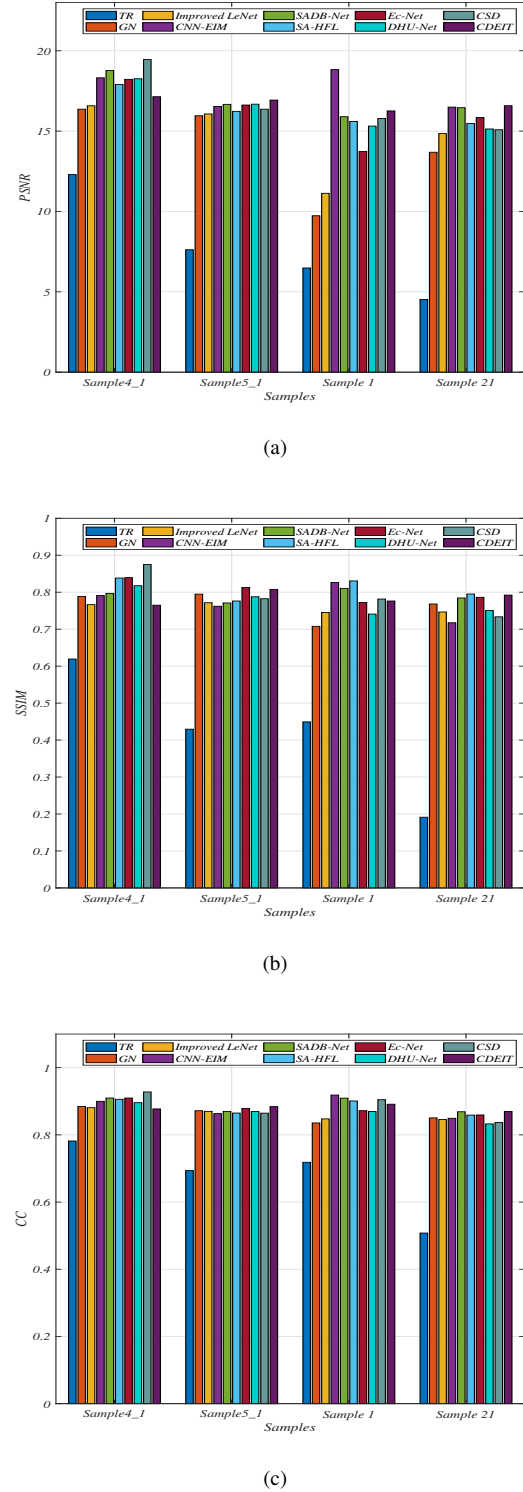 TR Improved LeNet SADB-Net Ec-Net CSD
GN CNN-EIM SA-HFL DHU-Net CDEIT
20
15
10
5
0
PSNR
Sample4_1 Sample5_1 Sample 1 Sample 21
Samples
(a)
1
TR Improved LeNet SADB-Net Ec-Net CSD
GN CNN-EIM SA-HFL DHU-Net CDEIT
0.9
0.8
0.7
0.6
0.5
0.4
0.3
0.2
0.1
0
SSIM
Sample4_1 Sample5_1 Sample 1 Sample 21
Samples
(b)
TR Improved LeNet SADB-Net Ec-Net CSD
GN CNN-EIM SA-HFL DHU-Net CDEIT
1
0.8
0.6
0.4
0.2
0
CC
Sample4_1 Sample5_1 Sample 1 Sample 21
Samples
(c)